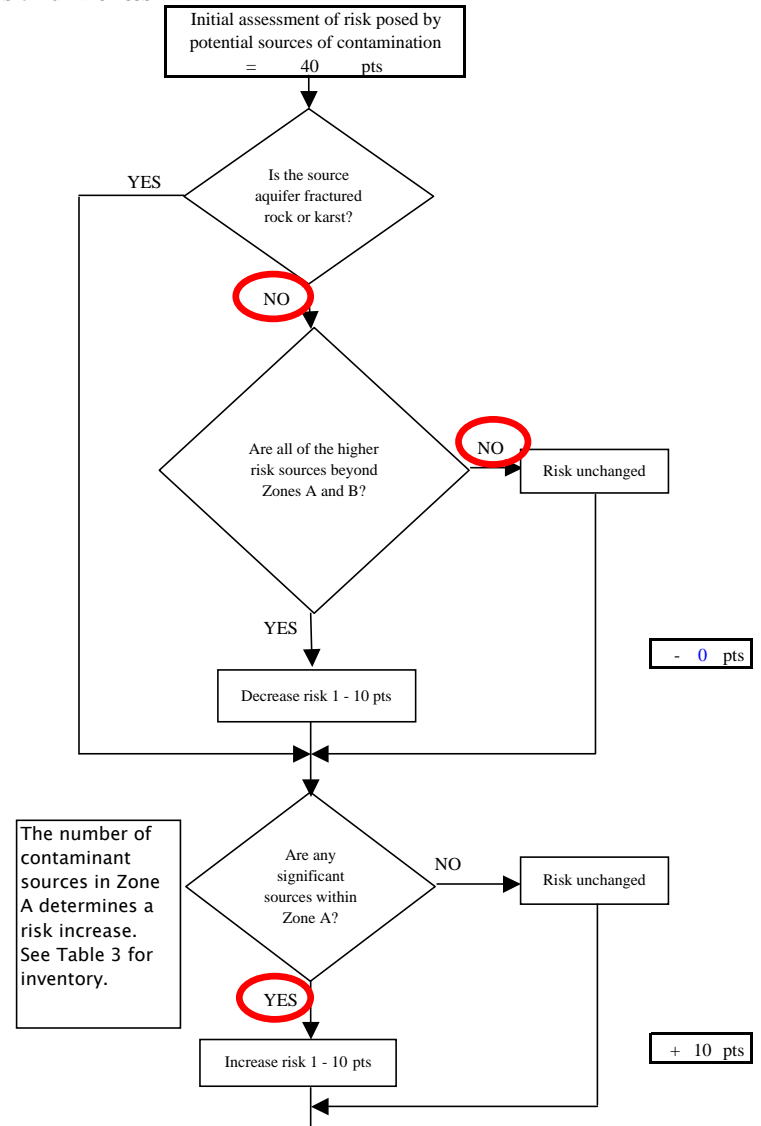 Initial assessment of risk posed by
potential sources of contamination
= 40 pts
Is the source
aquifer fractured
rock or karst?
YES
NO
Are all of the higher
risk sources beyond
Zones A and B?
NO
Risk unchanged
YES
- 0 pts
Decrease risk 1 - 10 pts
The number of
contaminant
sources in Zone
A determines a
risk increase.
See Table 3 for
inventory.
Are any
significant
sources within
Zone A?
NO
Risk unchanged
YES
Increase risk 1 - 10 pts
+ 10 pts